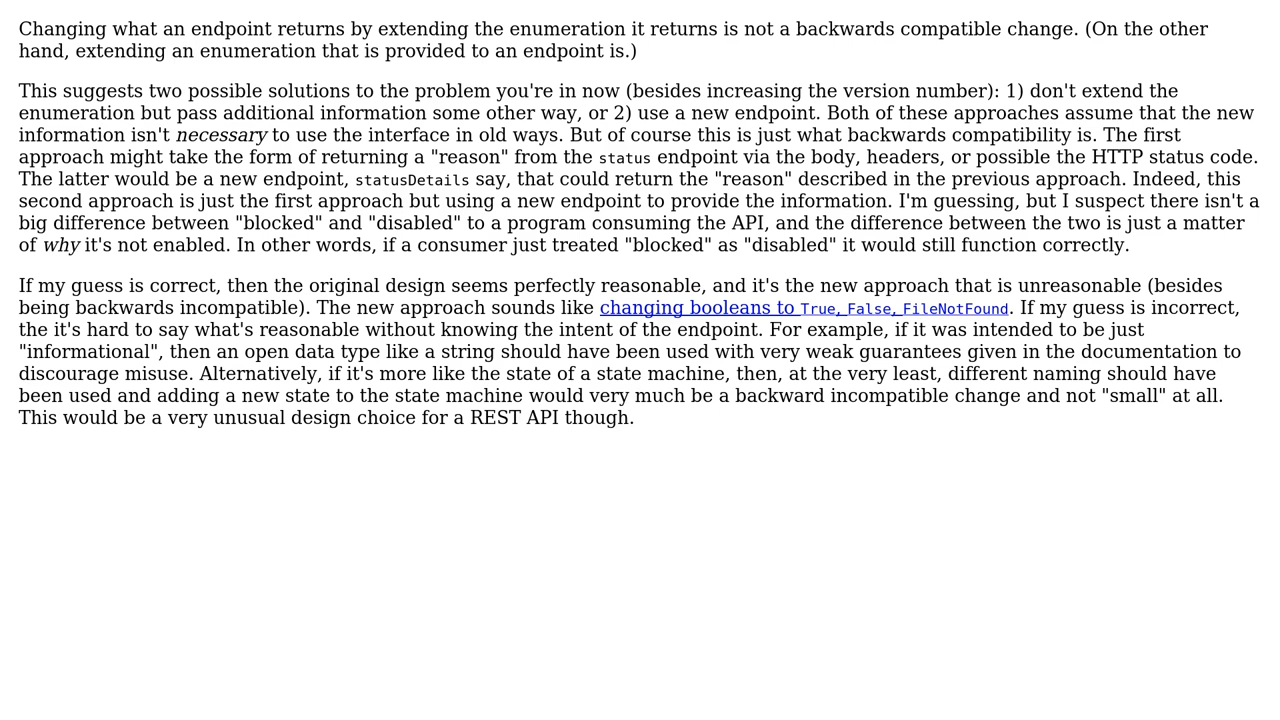 Changing what an endpoint returns by extending the enumeration it returns is not a backwards compatible change. (On the other
hand, extending an enumeration that is provided to an endpoint is.)
This suggests two possible solutions to the problem you're in now (besides increasing the version number): 1) don't extend the
enumeration but pass additional information some other way, or 2) use a new endpoint. Both of these approaches assume that the new
information isn't necessary to use the interface in old ways. But of course this is just what backwards compatibility is. The first
approach might take the form of returning a "reason" from the status endpoint via the body, headers, or possible the HTTP status code.
The latter would be a new endpoint, statusDetails say, that could return the "reason" described in the previous approach. Indeed, this
second approach is just the first approach but using a new endpoint to provide the information. I'm guessing, but I suspect there isn't a
big difference between "blocked" and "disabled" to a program consuming the API, and the difference between the two is just a matter
of why it's not enabled. In other words, if a consumer just treated "blocked" as "disabled" it would still function correctly.
If my guess is correct, then the original design seems perfectly reasonable, and it's the new approach that is unreasonable (besides
being backwards incompatible). The new approach sounds like changing booleans to True, False, FileNotFound. If my guess is incorrect,
the it's hard to say what's reasonable without knowing the intent of the endpoint. For example, if it was intended to be just
"informational", then an open data type like a string should have been used with very weak guarantees given in the documentation to
discourage misuse. Alternatively, if it's more like the state of a state machine, then, at the very least, different naming should have
been used and adding a new state to the state machine would very much be a backward incompatible change and not "small" at all.
This would be a very unusual design choice for a REST API though.